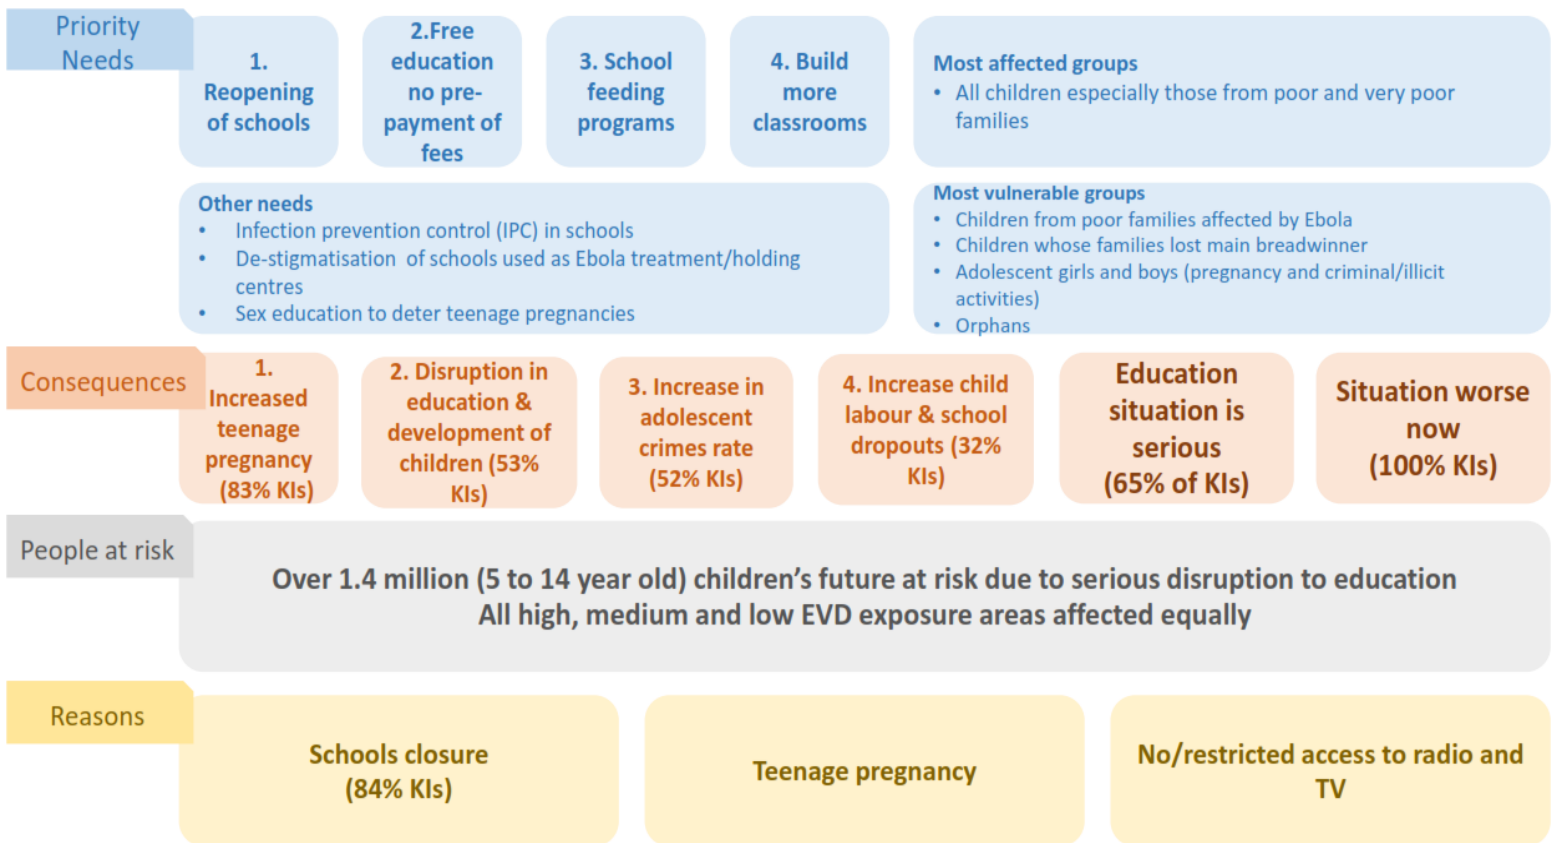 Priority
Needs
1.
Reopening
of schools
2.Free
education
no pre-
payment of
fees
3. School
feeding
programs
4. Build
more
classrooms
Most affected groups
• All children especially those from poor and very poor
families
Other needs
• Infection prevention control (IPC) in schools
• De-stigmatisation of schools used as Ebola treatment/holding
centres
• Sex education to deter teenage pregnancies
Most vulnerable groups
• Children from poor families affected by Ebola
• Children whose families lost main breadwinner
• Adolescent girls and boys (pregnancy and criminal/illicit
activities)
• Orphans
Consequences
1.
Increased
teenage
pregnancy
(83% KIs)
2. Disruption in
education &
development of
children (53%
KIs)
3. Increase in
adolescent
crimes rate
(52% KIs)
4. Increase child
labour & school
dropouts (32%
KIs)
Education
situation is
serious
(65% of KIs)
Situation worse
now
(100% KIs)
People at risk
Over 1.4 million (5 to 14 year old) children’s future at risk due to serious disruption to education
All high, medium and low EVD exposure areas affected equally
Reasons
Schools closure
(84% KIs)
Teenage pregnancy
No/restricted access to radio and
TV